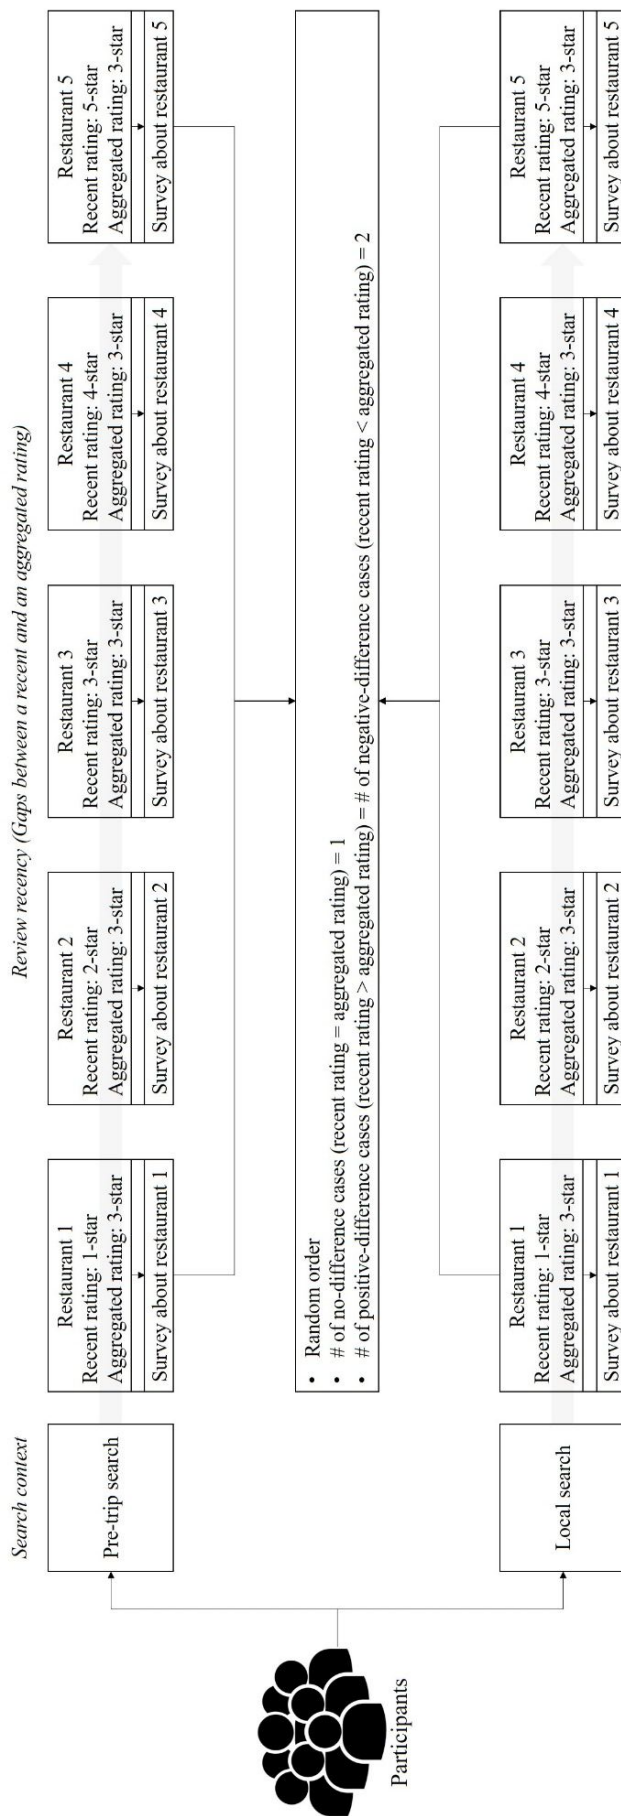 Search context
Review recency (Gaps between a recent and an aggregated rating)
Participants
Pre-trip search
Restaurant 1
Recent rating: 1-star
Aggregated rating: 3-star
Survey about restaurant 1
Restaurant 2
Recent rating: 2-star
Aggregated rating: 3-star
Survey about restaurant 2
Restaurant 3
Recent rating: 3-star
Aggregated rating: 3-star
Survey about restaurant 3
Restaurant 4
Recent rating: 4-star
Aggregated rating: 3-star
Survey about restaurant 4
Restaurant 5
Recent rating: 5-star
Aggregated rating: 3-star
Survey about restaurant 5
• Random order
• # of no-difference cases (recent rating = aggregated rating) = 1
• # of positive-difference cases (recent rating > aggregated rating) = # of negative-difference cases (recent rating < aggregated rating) = 2
Local search
Restaurant 1
Recent rating: 1-star
Aggregated rating: 3-star
Survey about restaurant 1
Restaurant 2
Recent rating: 2-star
Aggregated rating: 3-star
Survey about restaurant 2
Restaurant 3
Recent rating: 3-star
Aggregated rating: 3-star
Survey about restaurant 3
Restaurant 4
Recent rating: 4-star
Aggregated rating: 3-star
Survey about restaurant 4
Restaurant 5
Recent rating: 5-star
Aggregated rating: 3-star
Survey about restaurant 5